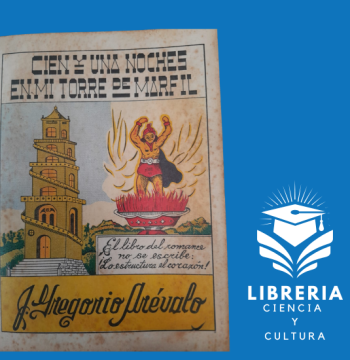 CIEN Y UNA NOCHES
EN MI TORRE DE MARFIL
El libro del romance
no se escribe:
¡Lo estructura el corazón!
J. Gregorio Arévalo
LIBRERIA
CIENCIA
Y
CULTURA